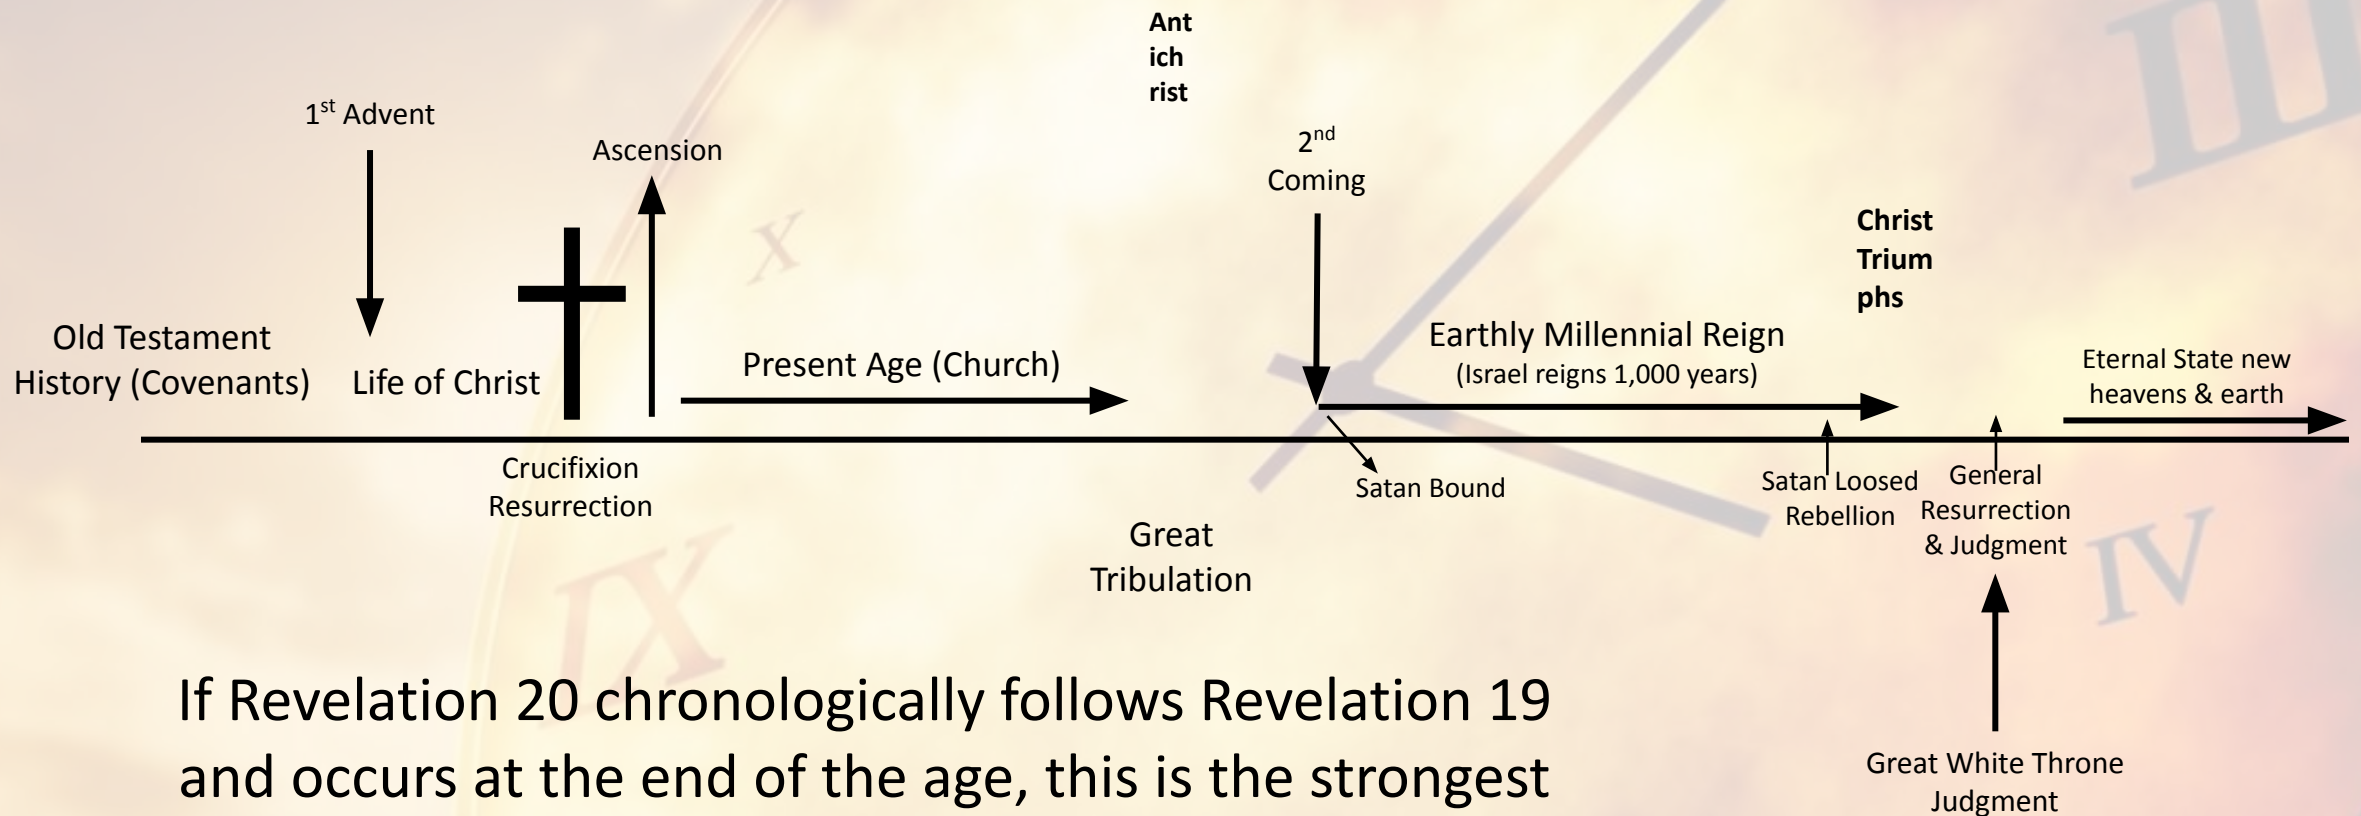 Ant
ich
rist
1st Advent
Ascension
2nd
Coming
Christ
Trium
phs
Old Testament
History (Covenants)
Life of Christ
Present Age (Church)
Earthly Millennial Reign
(Israel reigns 1,000 years)
Eternal State new
heavens & earth
Crucifixion
Resurrection
Satan Bound
Satan Loosed
Rebellion
General
Resurrection
& Judgment
Great
Tribulation
Great White Throne
Judgment
If Revelation 20 chronologically follows Revelation 19
and occurs at the end of the age, this is the strongest
X
IX
III
IV